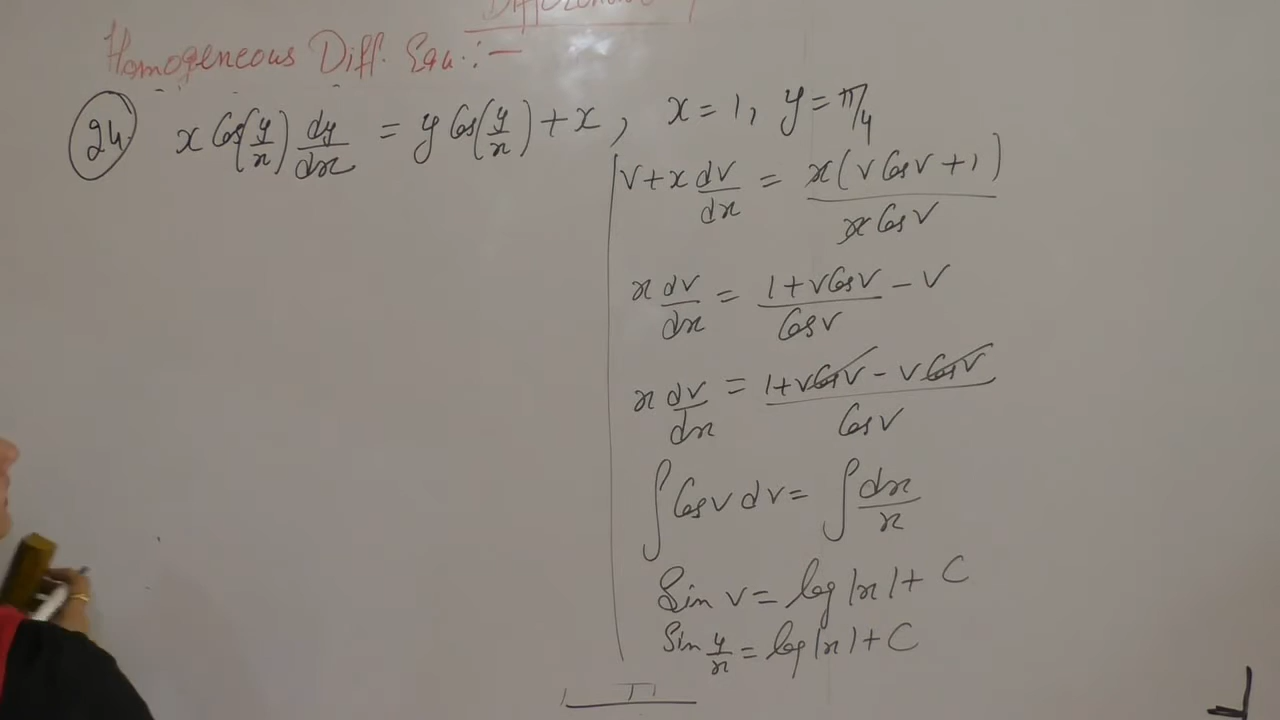 Homogeneous Diff. Equ.:-
24. x Cos(y/x) dy/dx = y Cos(y/x) + x, x = 1, y = π/4
v + x dv/dx = x(v Cos v + 1) / x Cos v
x dv/dx = 1 + v Cos v / Cos v - v
x dv/dx = 1 + v Cos v - v Cos v / Cos v
∫ Cos v dv = ∫ dx/x
Sin v = log |x| + C
Sin y/x = log |x| + C